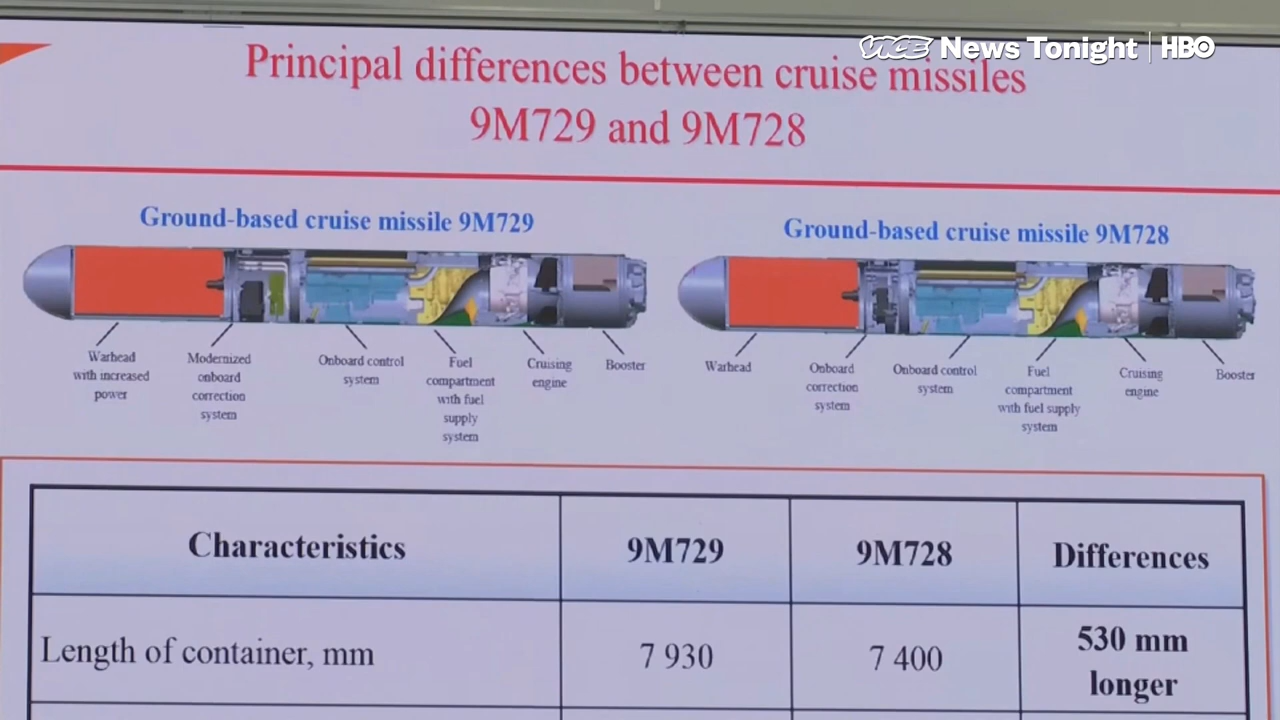 VICE News Tonight | HBO
Principal differences between cruise missiles
9M729 and 9M728
Ground-based cruise missile 9M729
Warhead
with increased
power
Modernized
onboard
correction
system
Onboard control
system
Fuel
compartment
with fuel
supply
system
Cruising
engine
Booster
Ground-based cruise missile 9M728
Warhead
Onboard
correction
system
Onboard control
system
Fuel
compartment
with fuel supply
system
Cruising
engine
Booster
Characteristics
9M729
9M728
Differences
Length of container, mm
7 930
7 400
530 mm
longer